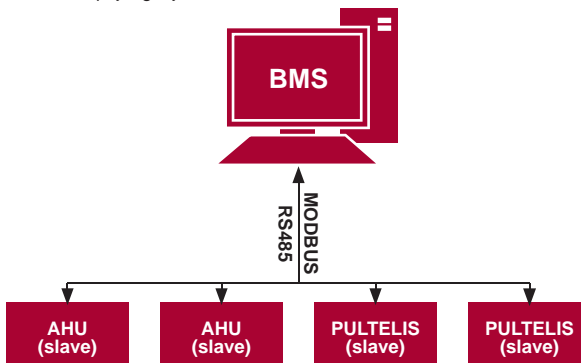 BMS
MODBUS
RS485
AHU
(slave)
AHU
(slave)
PULTELIS
(slave)
PULTELIS
(slave)